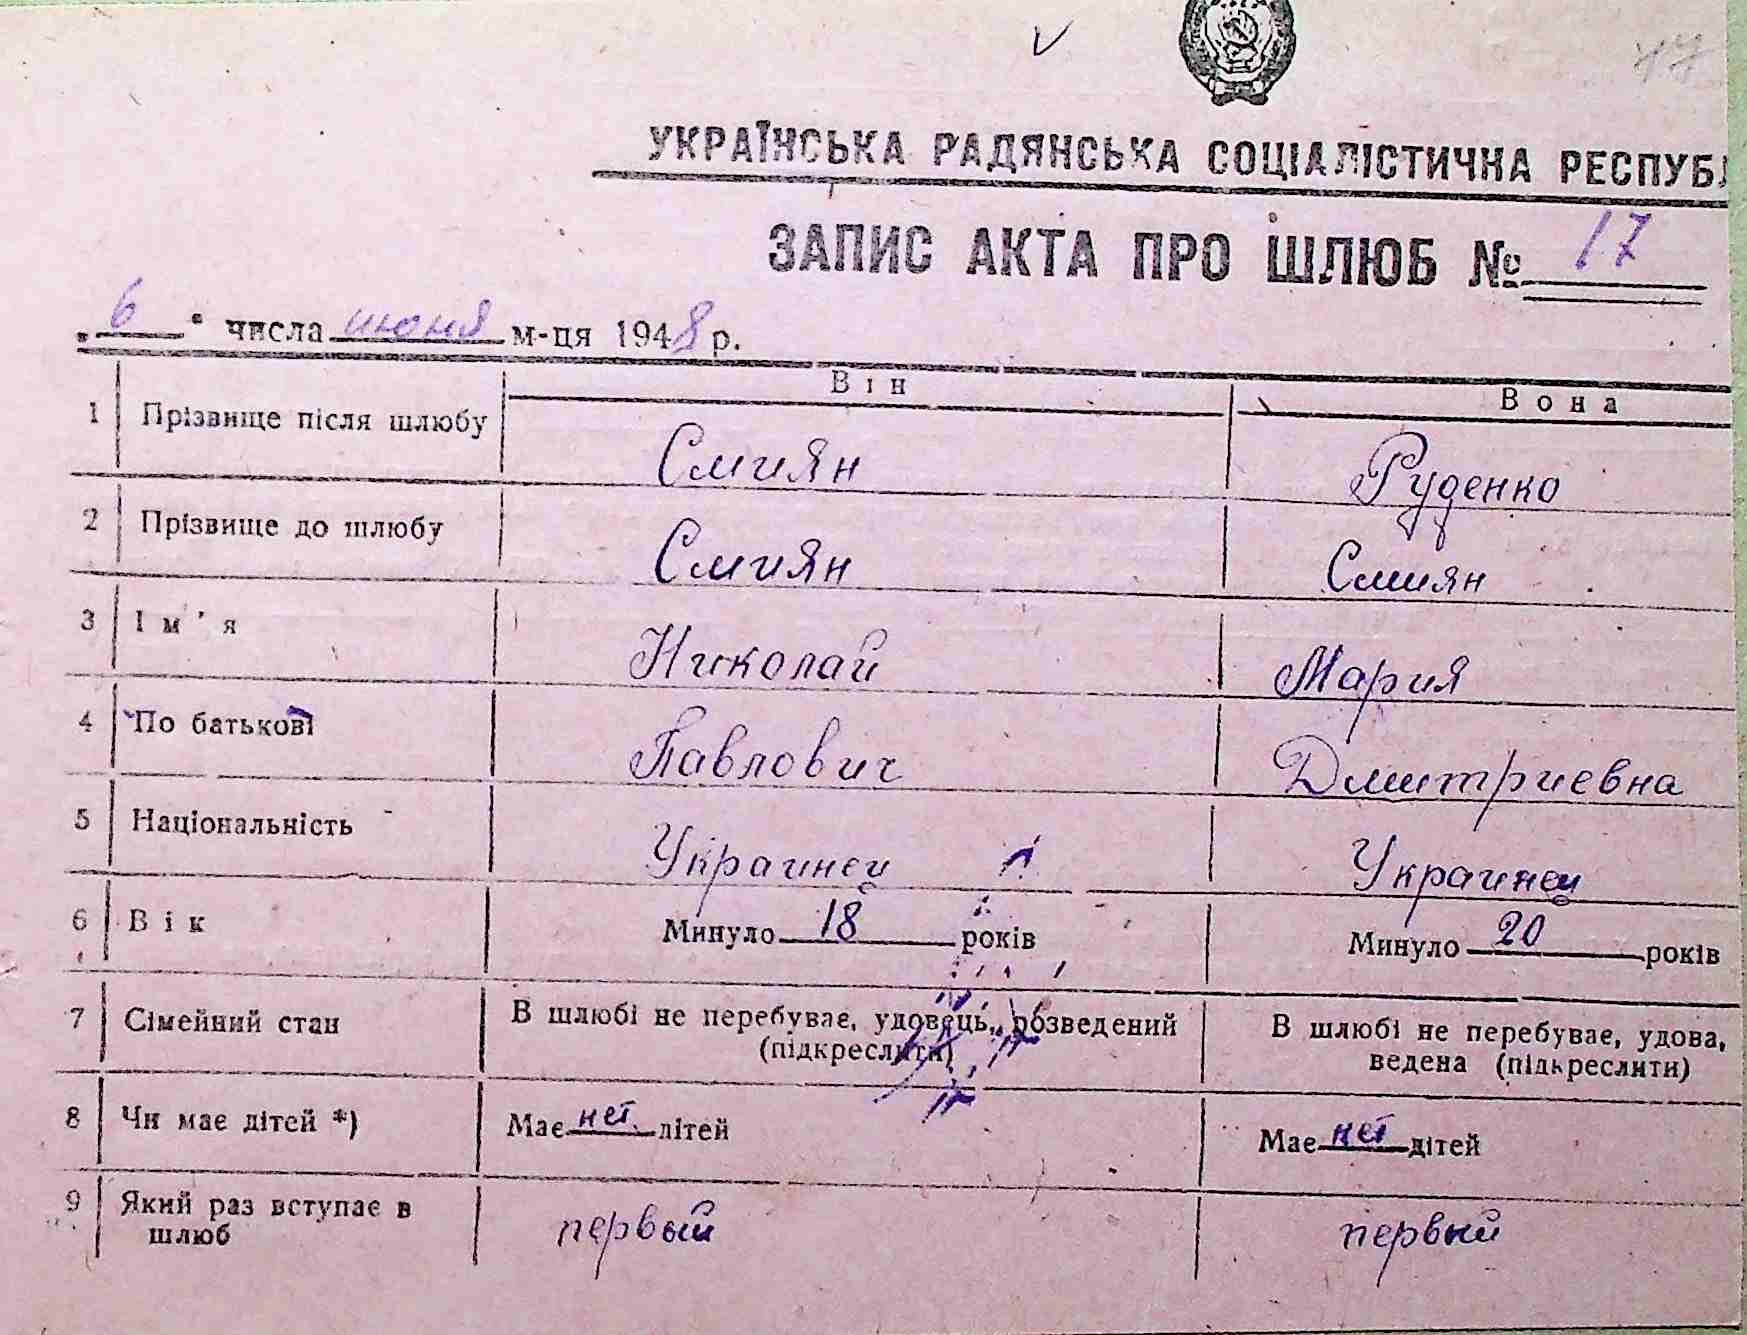 УКРАЇНСЬКА РАДЯНСЬКА СОЦІАЛІСТИЧНА РЕСПУБЛ
ЗАПИС АКТА ПРО ШЛЮБ № 17
„6" числа июня м-ця 1948 р.
Він Вона
1 Прізвище після шлюбу Смиян Руденко
2 Прізвище до шлюбу Смиян Смиян
3 Ім'я Николай Мария
4 По батькові Павлович Дмитриевна
5 Національність Украинец Украинец
6 Вік Минуло 18 років Минуло 20 років
7 Сімейний стан В шлюбі не перебуває, удовець, розведений В шлюбі не перебуває, удова,
(підкреслити) ведена (підкреслити)
8 Чи має дітей *) Має нет дітей Має нет дітей
9 Який раз вступає в первый первый
шлюб